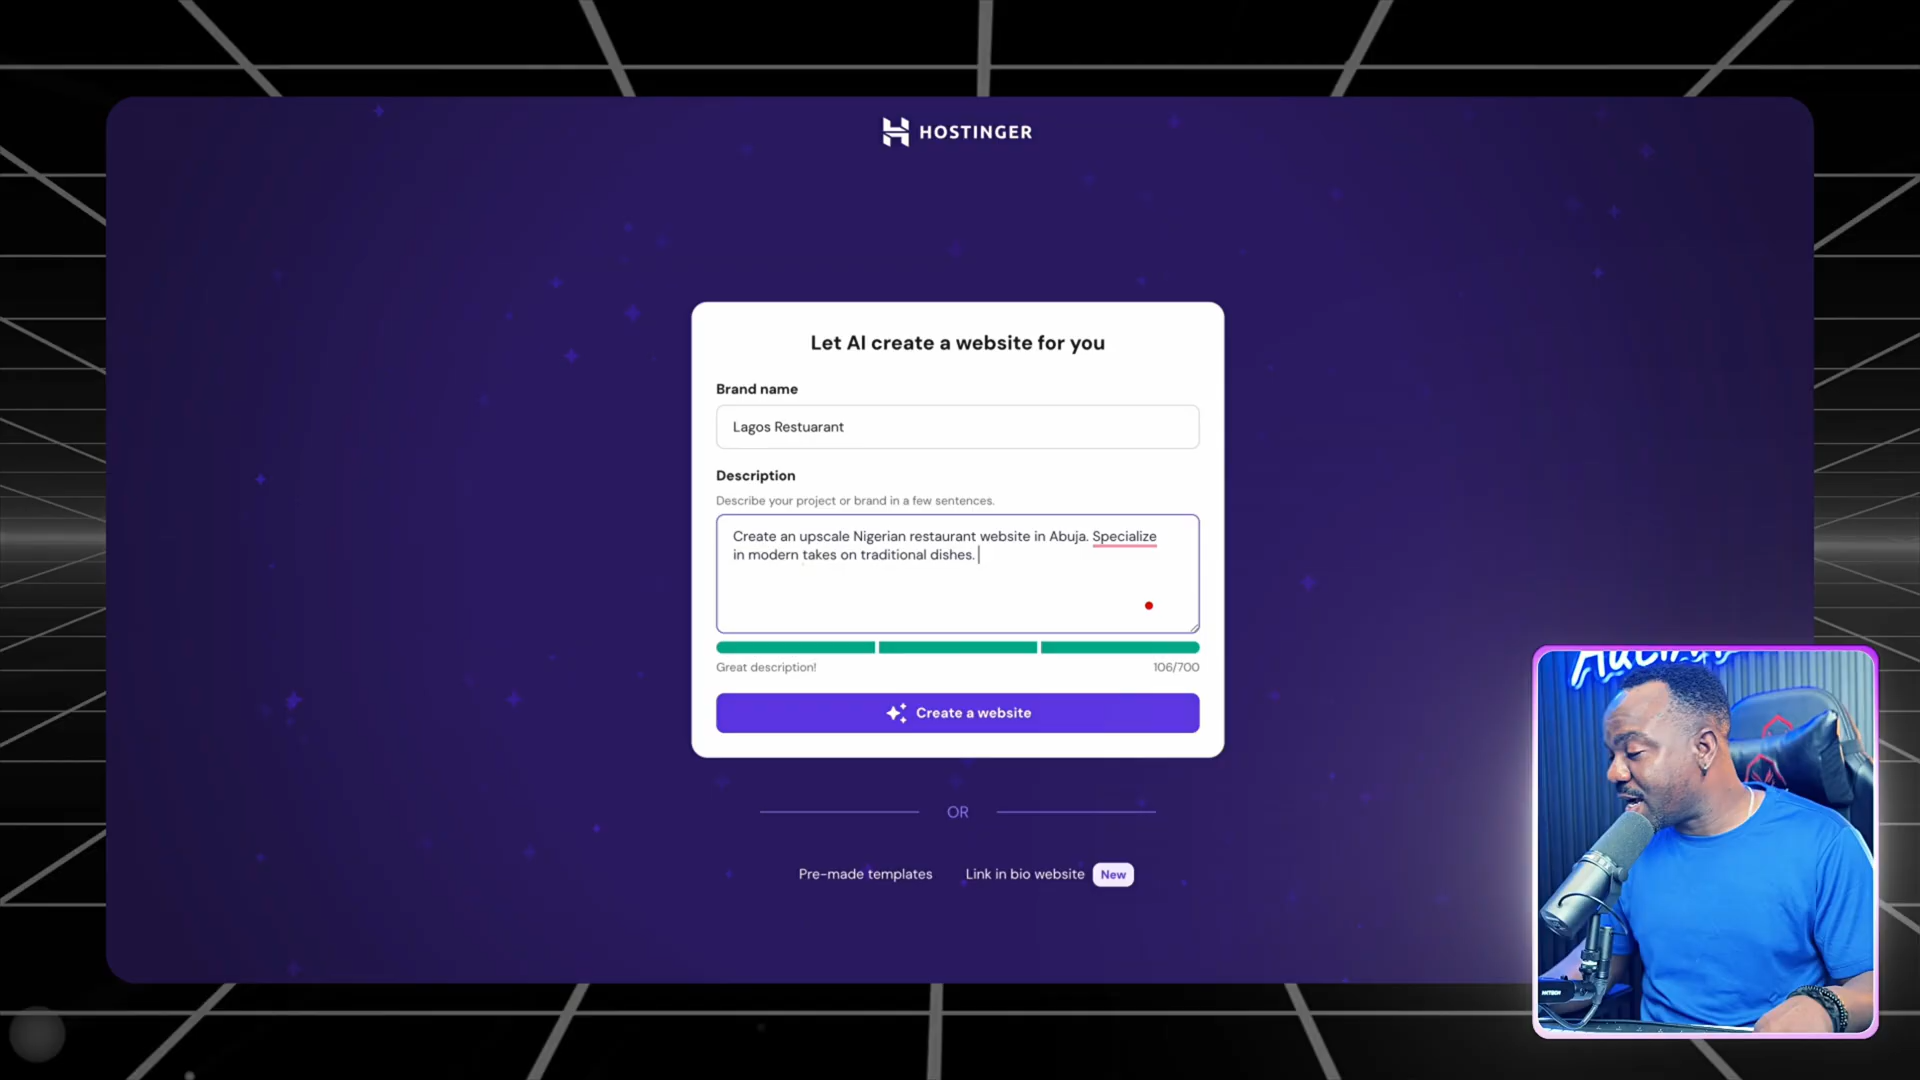 HOSTINGER
Let AI create a website for you
Brand name
Lagos Restuarant
Description
Describe your project or brand in a few sentences.
Create an upscale Nigerian restaurant website in Abuja. Specialize
in modern takes on traditional dishes.
Great description!
106/700
Create a website
OR
Pre-made templates
Link in bio website
New